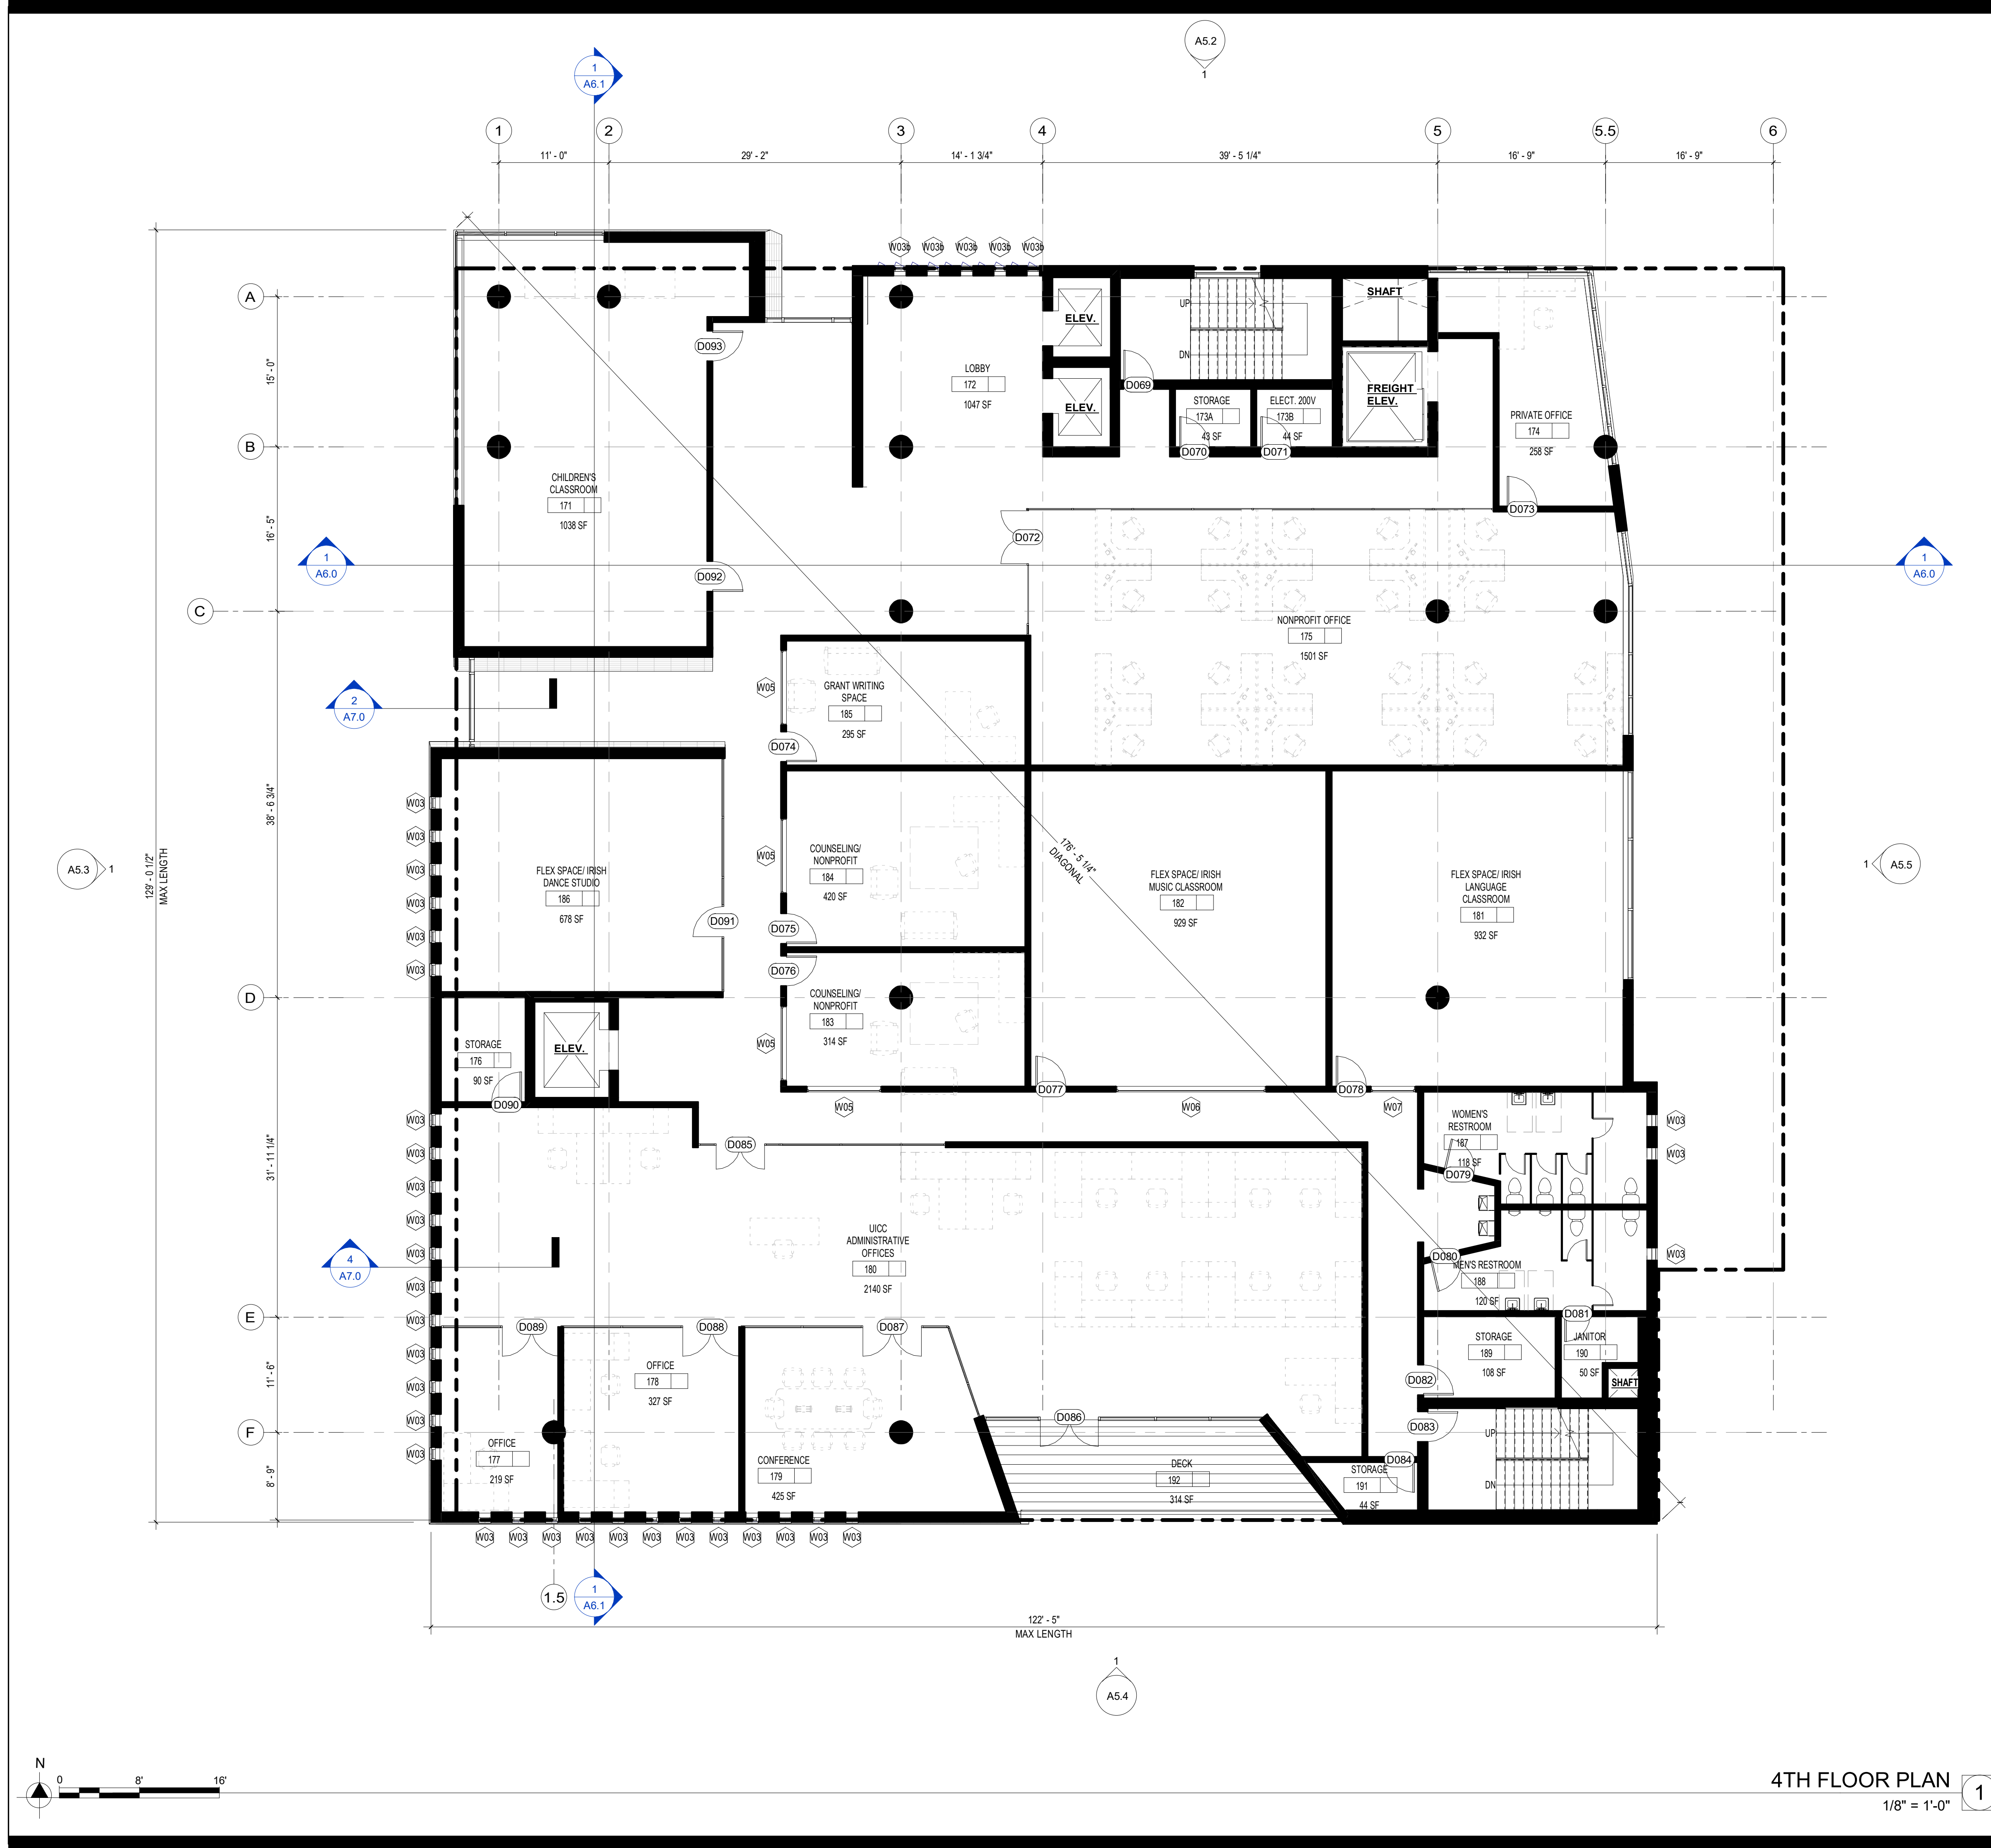 A5.2
1
1
A6.1
1
2
3
4
5
5.5
6
11' - 0"
29' - 2"
14' - 1 3/4"
39' - 5 1/4"
16' - 9"
16' - 9"
W03b
W03b
W03b
W03b
W03b
A
B
C
D
E
F
15' - 0"
16' - 5"
38' - 6 3/4"
31' - 11 1/4"
11' - 6"
8' - 9"
129' - 0 1/2"
MAX LENGTH
UP
DN
SHAFT
ELEV.
ELEV.
FREIGHT
ELEV.
D093
D069
LOBBY
172
1047 SF
STORAGE
173A
43 SF
ELECT. 200V
173B
44 SF
D070
D071
PRIVATE OFFICE
174
258 SF
D073
CHILDREN'S
CLASSROOM
171
1038 SF
D072
D092
1
A6.0
1
A6.0
NONPROFIT OFFICE
175
1501 SF
2
A7.0
W05
GRANT WRITING
SPACE
185
295 SF
D074
W03
W03
W03
W03
W03
W03
A5.3
1
1
A5.5
176' - 5 1/4"
DIAGONAL
FLEX SPACE/ IRISH
DANCE STUDIO
186
678 SF
D091
W05
COUNSELING/
NONPROFIT
184
420 SF
D075
D076
FLEX SPACE/ IRISH
MUSIC CLASSROOM
182
929 SF
FLEX SPACE/ IRISH
LANGUAGE
CLASSROOM
181
932 SF
COUNSELING/
NONPROFIT
183
314 SF
W05
STORAGE
176
90 SF
ELEV.
D090
D077
D078
W05
W06
W07
W03
W03
W03
W03
W03
W03
W03
W03
W03
W03
W03
D085
WOMEN'S
RESTROOM
187
118 SF
D079
W03
W03
W03
4
A7.0
UICC
ADMINISTRATIVE
OFFICES
180
2140 SF
D080
MEN'S RESTROOM
188
120 SF
D081
D089
D088
D087
STORAGE
189
108 SF
JANITOR
190
50 SF
SHAFT
D082
OFFICE
178
327 SF
D086
D083
OFFICE
177
219 SF
CONFERENCE
179
425 SF
DECK
192
314 SF
D084
STORAGE
191
44 SF
UP
DN
W03
W03
W03
W03
W03
W03
W03
W03
W03
W03
W03
W03
1.5
1
A6.1
122' - 5"
MAX LENGTH
1
A5.4
N
0
8'
16'
4TH FLOOR PLAN
1/8" = 1'-0"
1